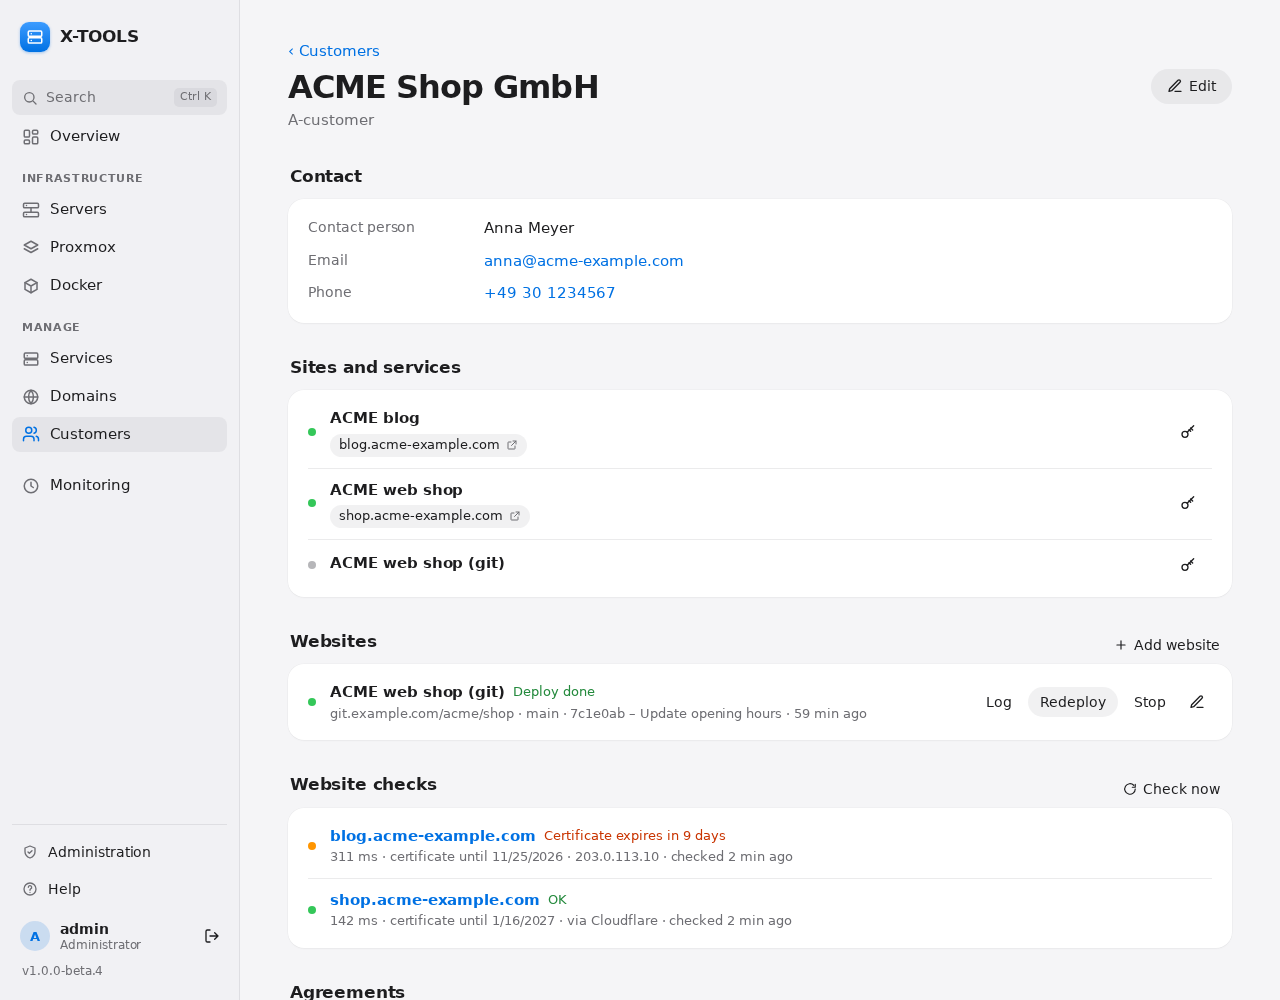 X-TOOLS
Search
Ctrl K
Overview
INFRASTRUCTURE
Servers
Proxmox
Docker
MANAGE
Services
Domains
Customers
Monitoring
Administration
Help
A
admin
Administrator
v1.0.0-beta.4
‹ Customers
ACME Shop GmbH
Edit
A-customer
Contact
Contact person Anna Meyer
Email anna@acme-example.com
Phone +49 30 1234567
Sites and services
ACME blog
blog.acme-example.com
ACME web shop
shop.acme-example.com
ACME web shop (git)
Websites
Add website
ACME web shop (git) Deploy done
git.example.com/acme/shop · main · 7c1e0ab – Update opening hours · 59 min ago
Log Redeploy Stop
Website checks
Check now
blog.acme-example.com Certificate expires in 9 days
311 ms · certificate until 11/25/2026 · 203.0.113.10 · checked 2 min ago
shop.acme-example.com OK
142 ms · certificate until 1/16/2027 · via Cloudflare · checked 2 min ago
Agreements